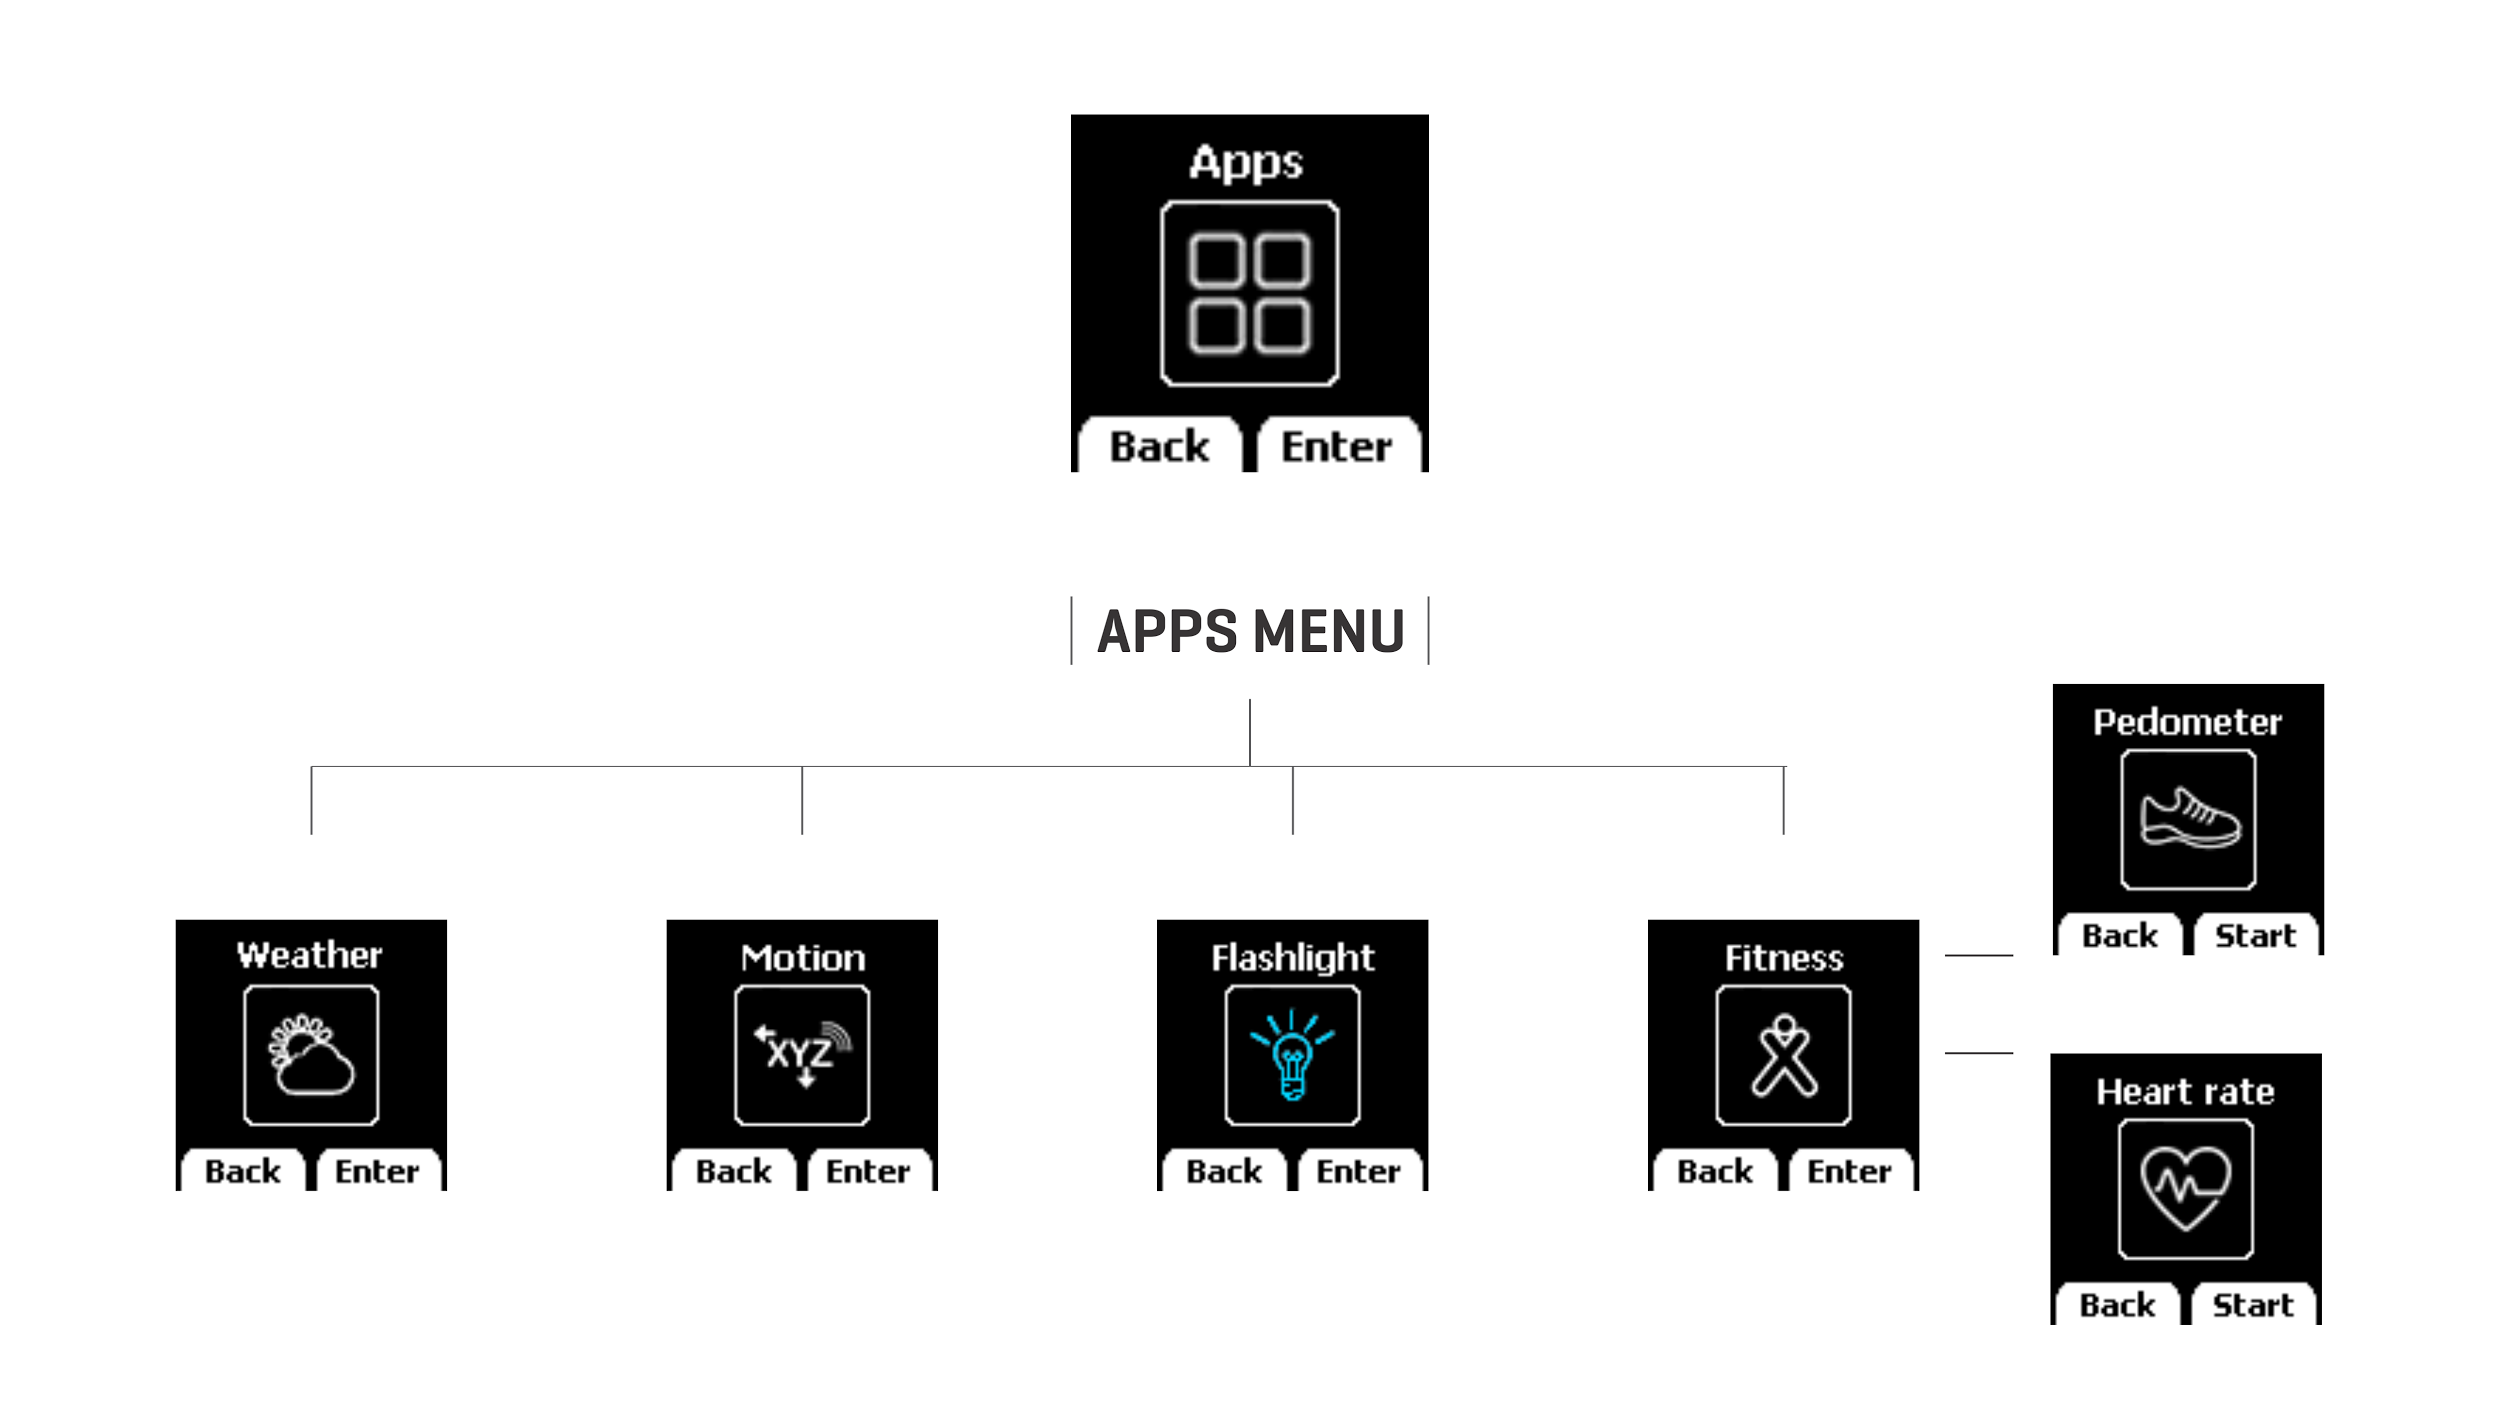 Apps
Back Enter
APPS MENU
Weather
Back Enter
Motion
XYZ
Back Enter
Flashlight
Back Enter
Fitness
Back Enter
Pedometer
Back Start
Heart rate
Back Start